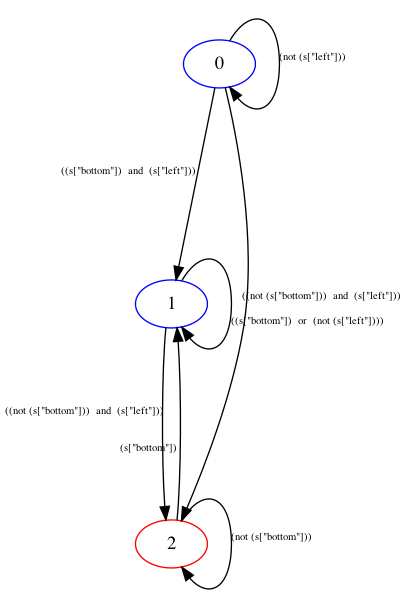 (not (s["left"]))
0
((s["bottom"]) and (s["left"]))
((not (s["bottom"])) and (s["left"]))
1
((s["bottom"]) or (not (s["left"])))
((not (s["bottom"])) and (s["left"]))
(s["bottom"])
(not (s["bottom"]))
2